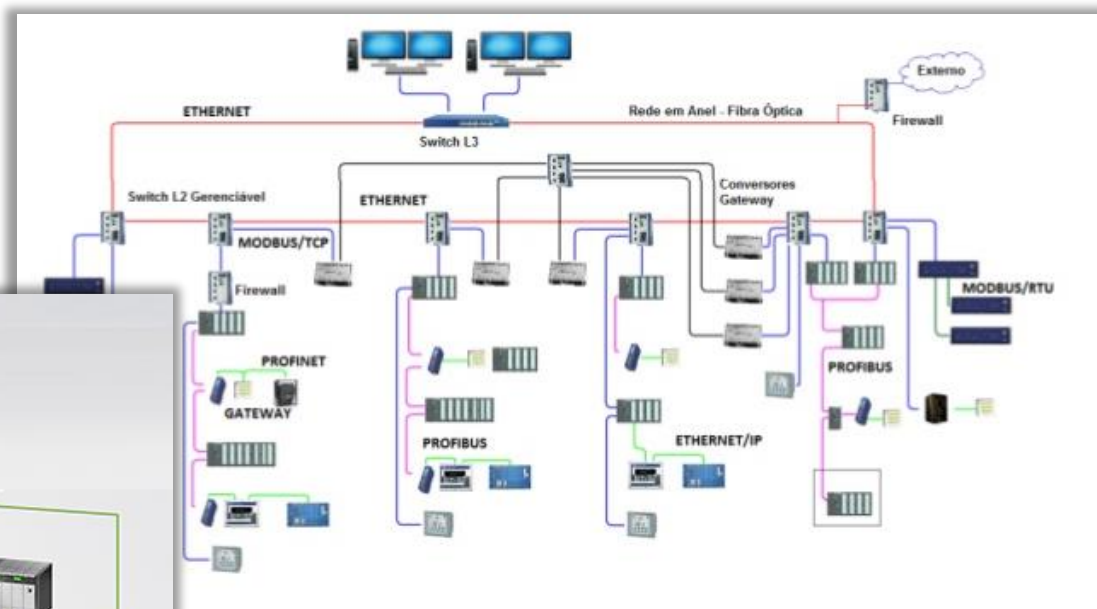 Externo
ETHERNET
Rede em Anel - Fibra Óptica
Firewall
Switch L3
Conversores
Gateway
Switch L2 Gerenciável
ETHERNET
MODBUS/TCP
Firewall
MODBUS/RTU
PROFINET
PROFIBUS
GATEWAY
PROFIBUS
ETHERNET/IP